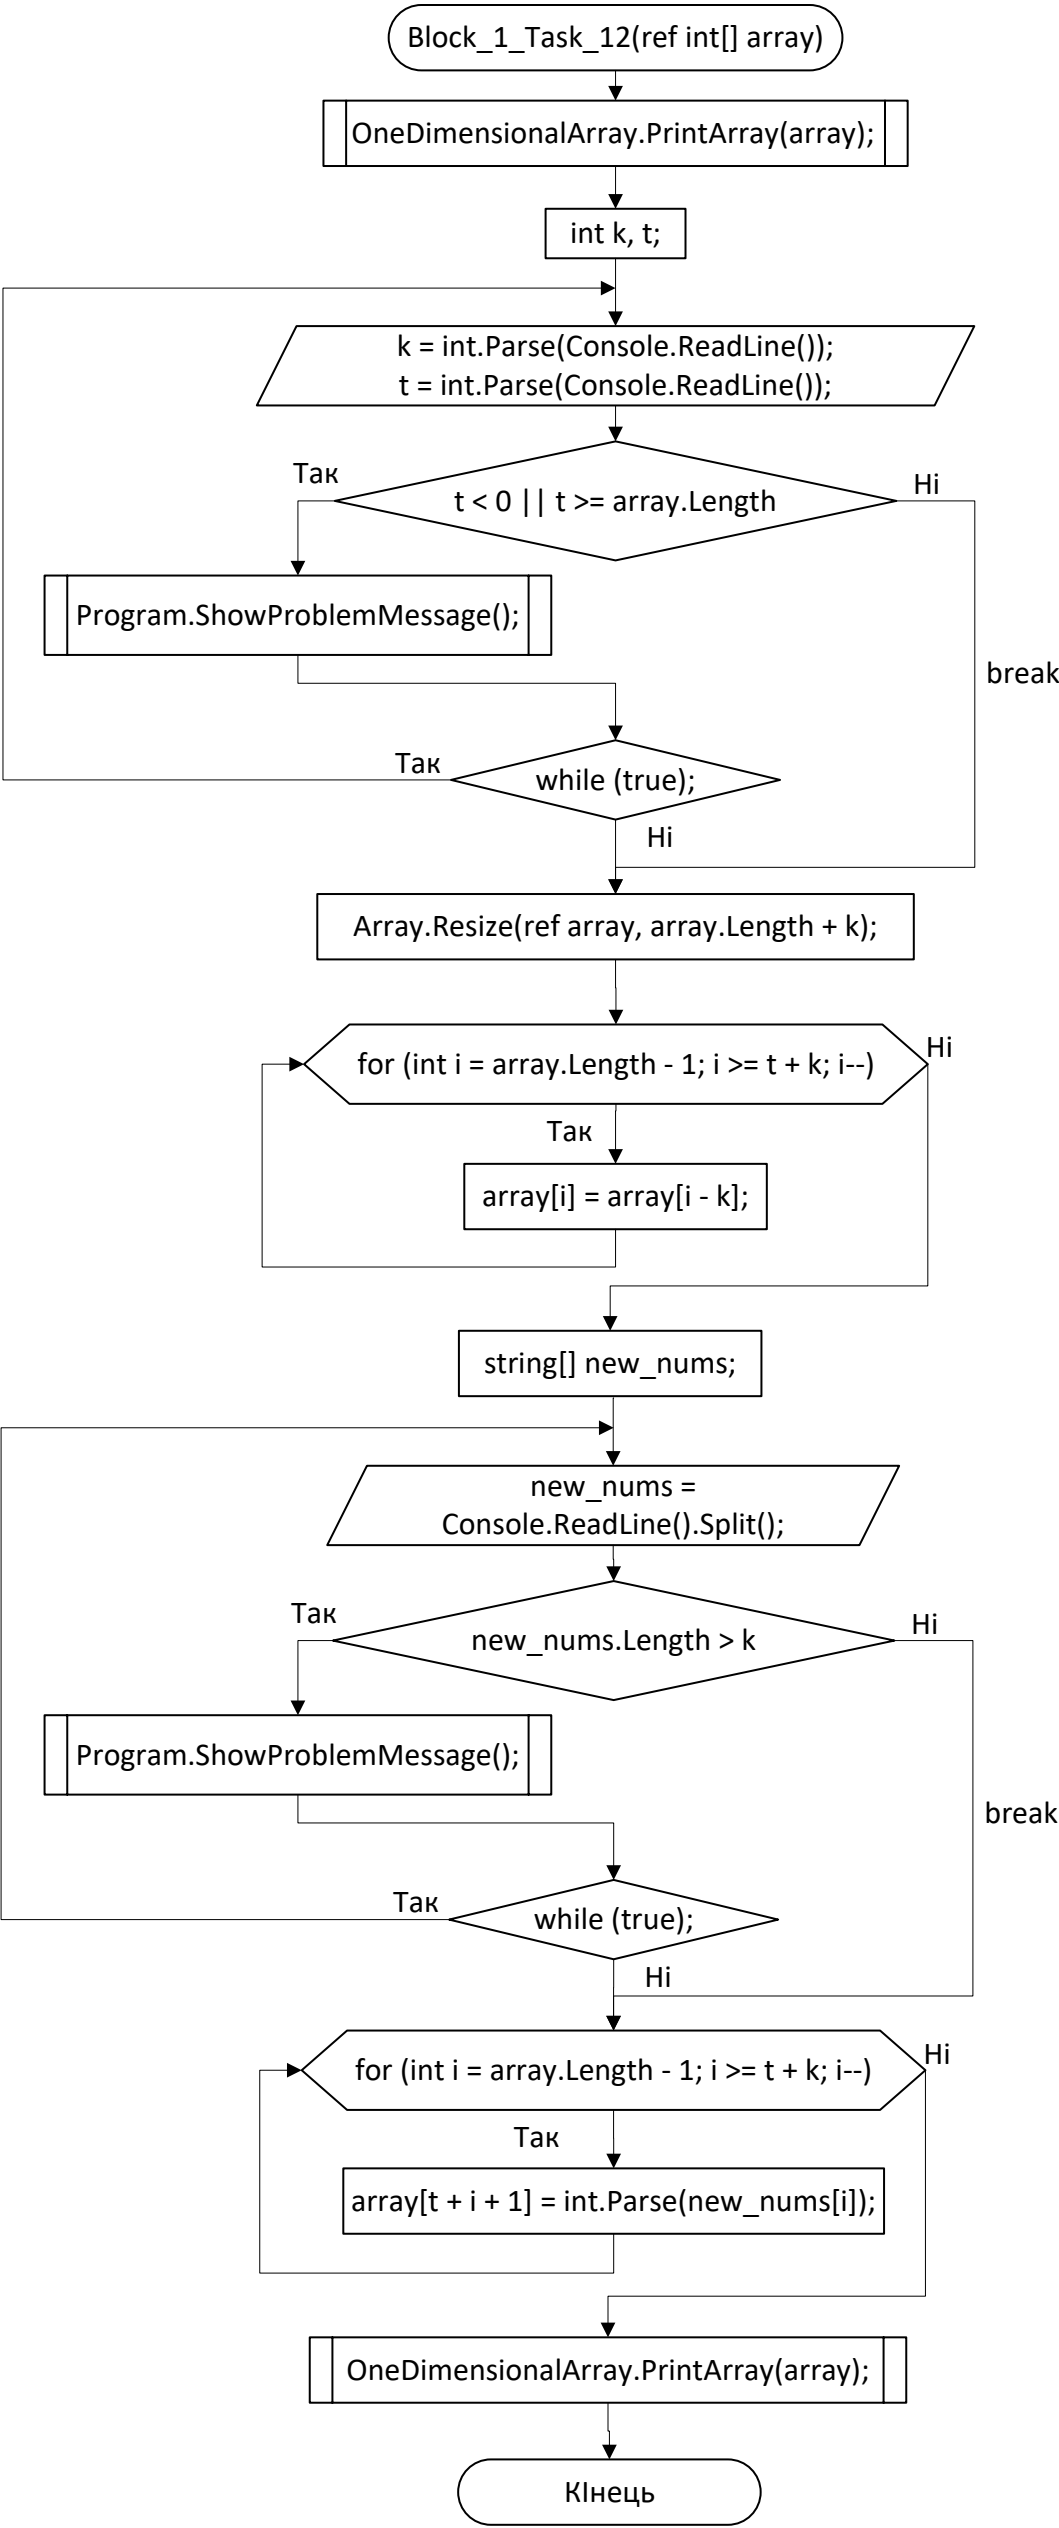 Block_1_Task_12(ref int[] array)
OneDimensionalArray.PrintArray(array);
int k, t;
k = int.Parse(Console.ReadLine());
t = int.Parse(Console.ReadLine());
Так
t < 0 || t >= array.Length
Ні
Program.ShowProblemMessage();
break
Так
while (true);
Ні
Array.Resize(ref array, array.Length + k);
for (int i = array.Length - 1; i >= t + k; i--)
Ні
Так
array[i] = array[i - k];
string[] new_nums;
new_nums =
Console.ReadLine().Split();
Так
new_nums.Length > k
Ні
Program.ShowProblemMessage();
break
Так
while (true);
Ні
for (int i = array.Length - 1; i >= t + k; i--)
Ні
Так
array[t + i + 1] = int.Parse(new_nums[i]);
OneDimensionalArray.PrintArray(array);
КІнець